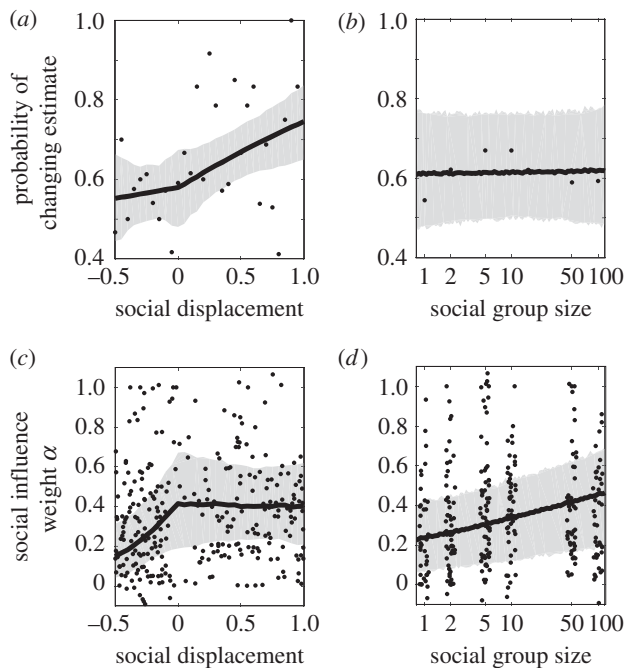 (a)
(b)
probability of
changing estimate
1.0
0.8
0.6
0.4
–0.5 0 0.5 1.0
social displacement
1.0
0.8
0.6
0.4
1 2 5 10 50 100
social group size
(c)
(d)
social influence
weight α
1.0
0.8
0.6
0.4
0.2
0
–0.5 0 0.5 1.0
social displacement
1.0
0.8
0.6
0.4
0.2
0
1 2 5 10 50 100
social group size